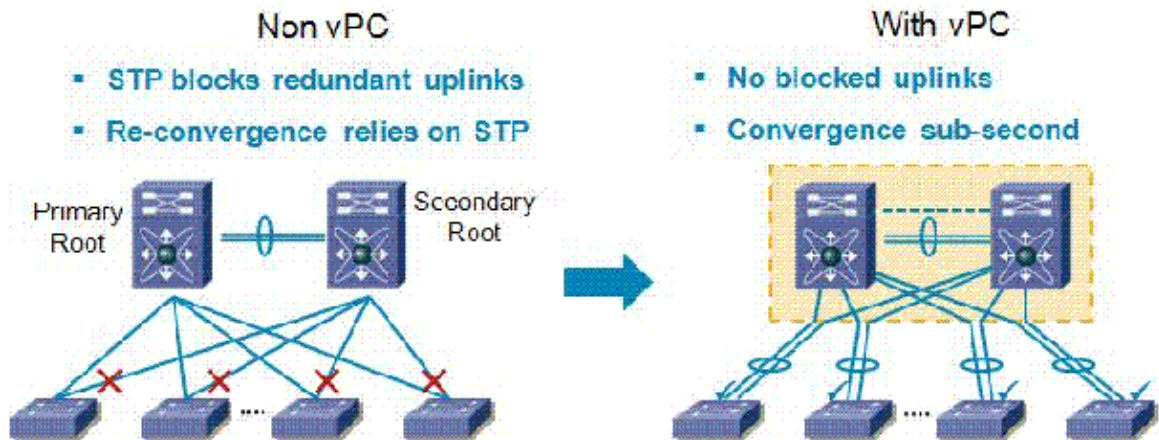 Non vPC
▪ STP blocks redundant uplinks
▪ Re-convergence relies on STP
Primary
Root
Secondary
Root
....
With vPC
▪ No blocked uplinks
▪ Convergence sub-second
....